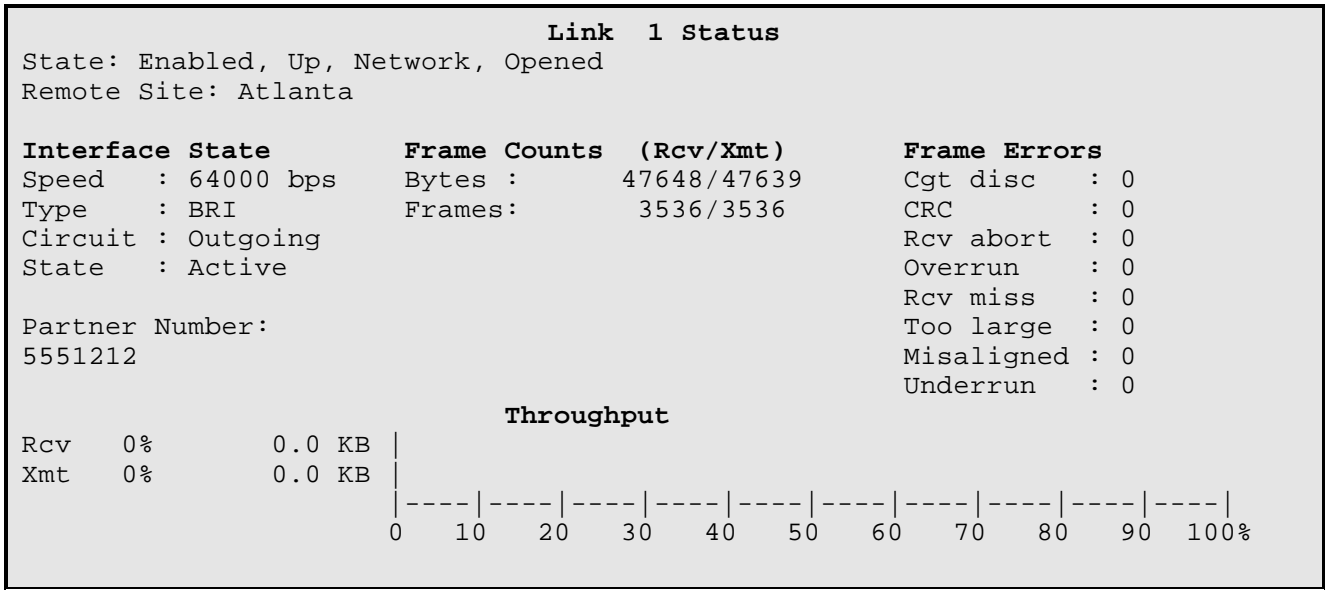 Link  1 Status
State: Enabled, Up, Network, Opened
Remote Site: Atlanta
Interface State        Frame Counts  (Rcv/Xmt)       Frame Errors
Speed   : 64000 bps    Bytes :      47648/47639      Cgt disc   : 0
Type    : BRI          Frames:       3536/3536       CRC        : 0
Circuit : Outgoing                                   Rcv abort  : 0
State   : Active                                     Overrun    : 0
                                                     Rcv miss   : 0
Partner Number:                                      Too large  : 0
5551212                                              Misaligned : 0
                                                     Underrun   : 0
Throughput
Rcv   0%       0.0 KB |
Xmt   0%       0.0 KB |
|----|----|----|----|----|----|----|----|----|----|
0   10   20   30   40   50   60   70   80   90  100%